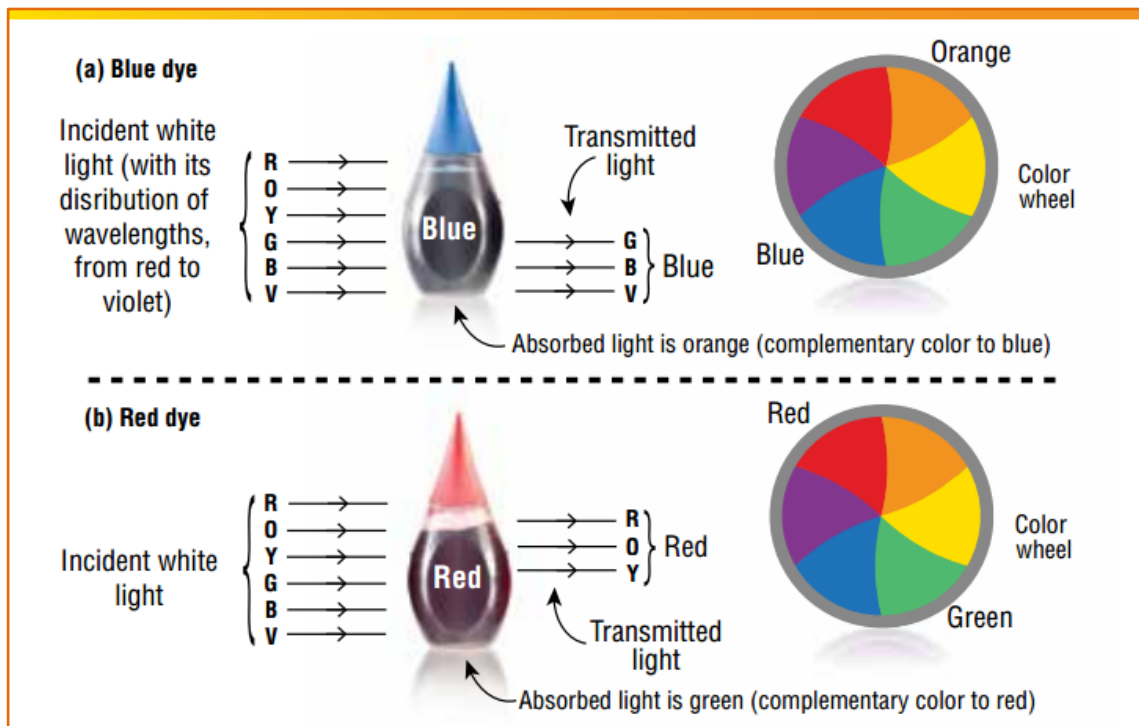 (a) Blue dye
Incident white
light (with its
disribution of
wavelengths,
from red to
violet)
R
O
Y
G
B
V
Blue
Transmitted
light
G
B
V
Blue
Absorbed light is orange (complementary color to blue)
Orange
Color
wheel
Blue
(b) Red dye
Incident white
light
R
O
Y
G
B
V
Red
R
O
Y
Red
Transmitted
light
Absorbed light is green (complementary color to red)
Red
Color
wheel
Green